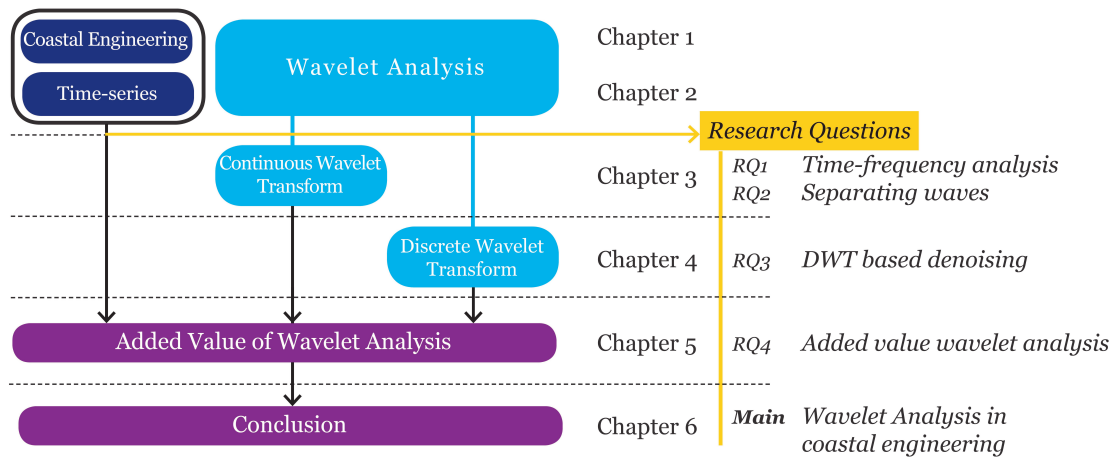 Coastal Engineering
Time-series
Wavelet Analysis
Chapter 1
Chapter 2
Research Questions
Continuous Wavelet
Transform
Chapter 3
RQ1 Time-frequency analysis
RQ2 Separating waves
Discrete Wavelet
Transform
Chapter 4
RQ3 DWT based denoising
Added Value of Wavelet Analysis
Chapter 5
RQ4 Added value wavelet analysis
Conclusion
Chapter 6
Main Wavelet Analysis in
coastal engineering